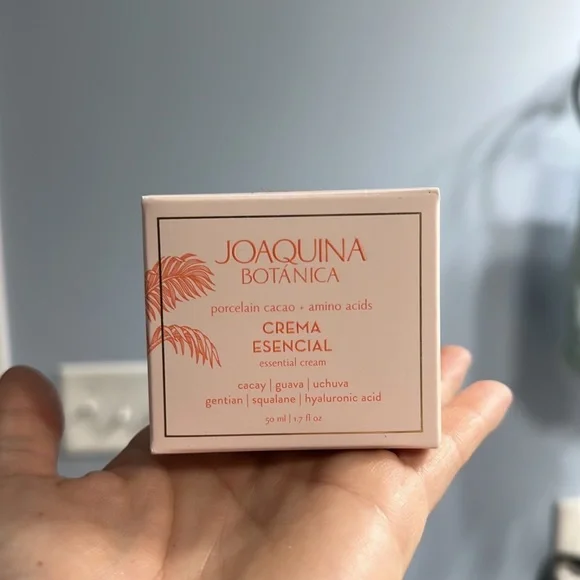 JOAQUINA
BOTÁNICA
porcelain cacao + amino acids
CREMA
ESENCIAL
essential cream
cacay | guava | uchuva
gentian | squalane | hyaluronic acid
50 ml | 1.7 fl oz